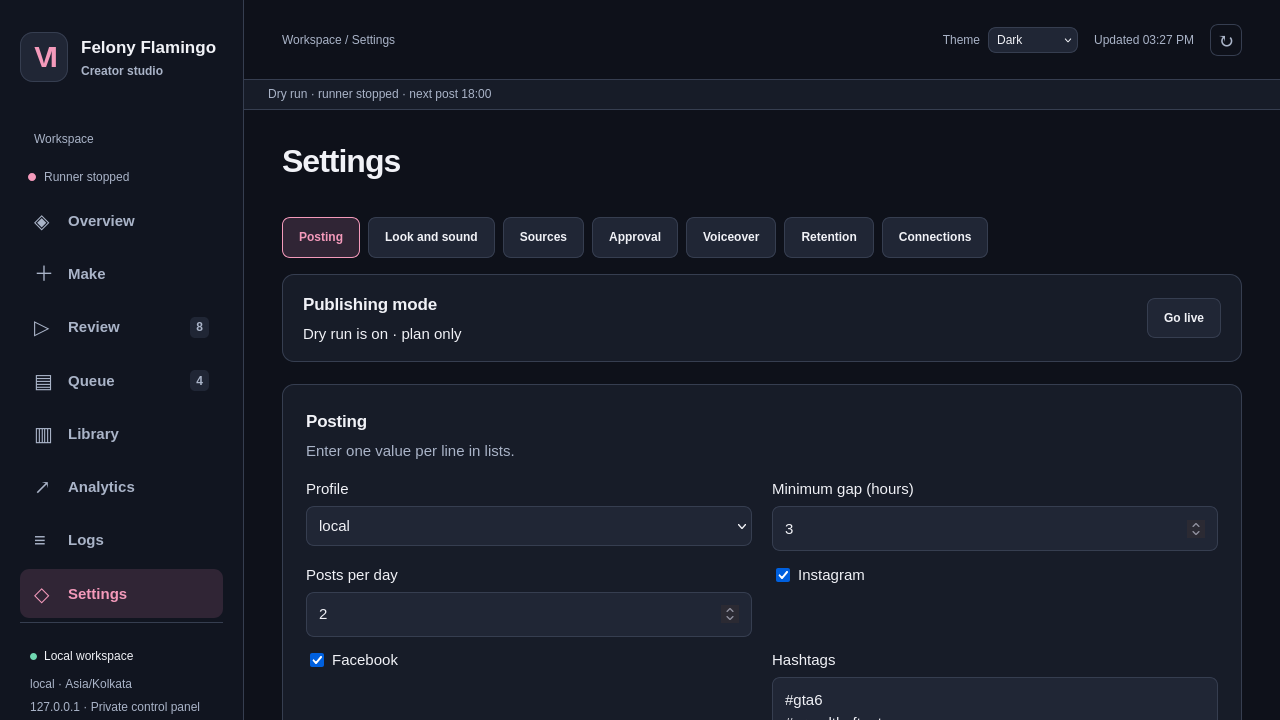 VI
Felony Flamingo
Creator studio
Workspace
Runner stopped
Overview
Make
Review 8
Queue 4
Library
Analytics
Logs
Settings
Local workspace
local · Asia/Kolkata
127.0.0.1 · Private control panel
Workspace / Settings
Theme Dark Updated 03:27 PM
Dry run · runner stopped · next post 18:00
Settings
Posting Look and sound Sources Approval Voiceover Retention Connections
Publishing mode
Dry run is on · plan only
Go live
Posting
Enter one value per line in lists.
Profile
local
Minimum gap (hours)
3
Posts per day
2
Instagram
Facebook
Hashtags
#gta6